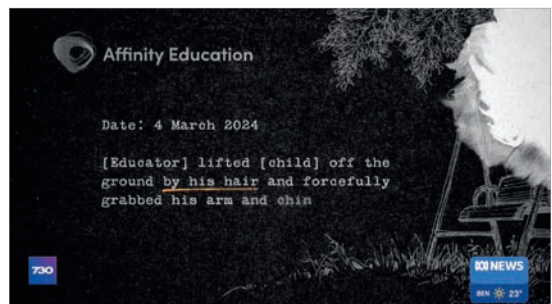 Affinity Education
Date: 4 March 2024
[Educator] lifted [child] off the
ground by his hair and forcefully
grabbed his arm and chin
730
NEWS
BEN 23°